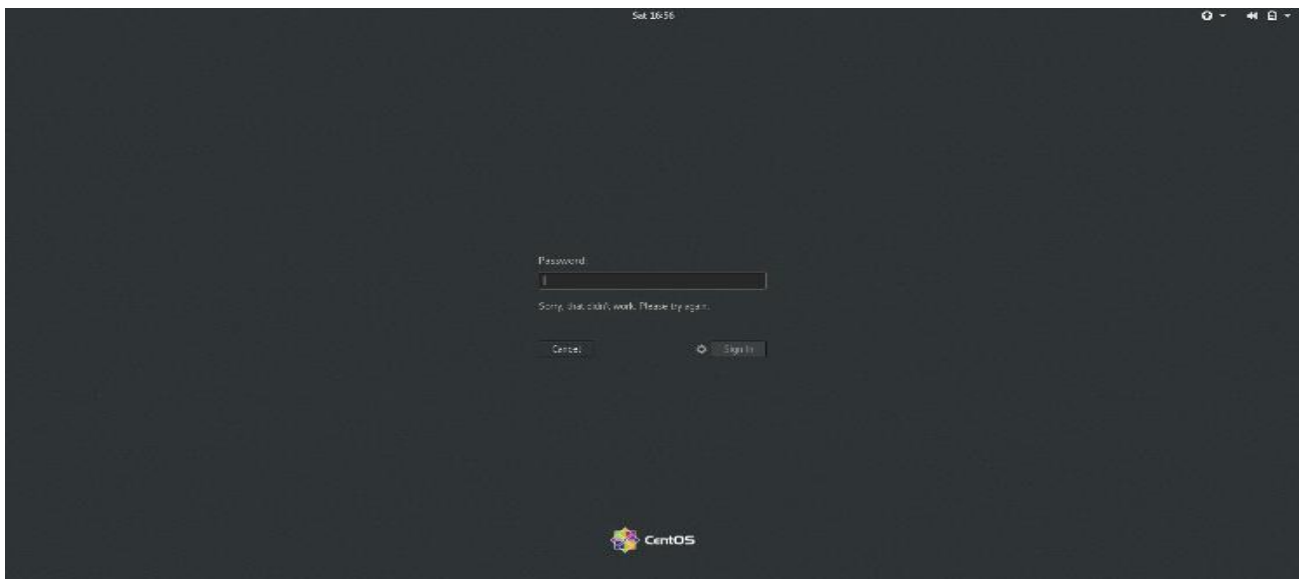 Sat 16:56
Password:
Sorry, that didn't work. Please try again.
Cancel
Sign In
CentOS